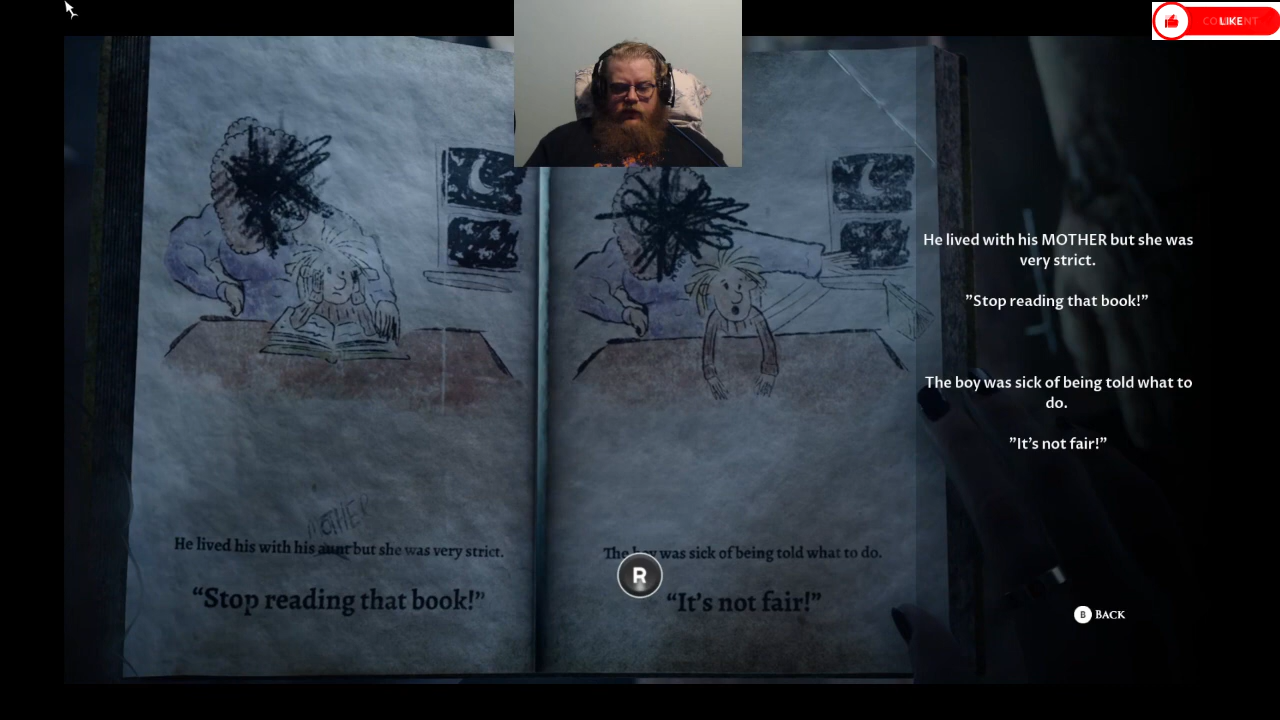 LIKE
MOTHER
He lived his with his aunt but she was very strict.
“Stop reading that book!”
The boy was sick of being told what to do.
“It’s not fair!”
R
He lived with his MOTHER but she was
very strict.
”Stop reading that book!”
The boy was sick of being told what to
do.
”It’s not fair!”
B BACK